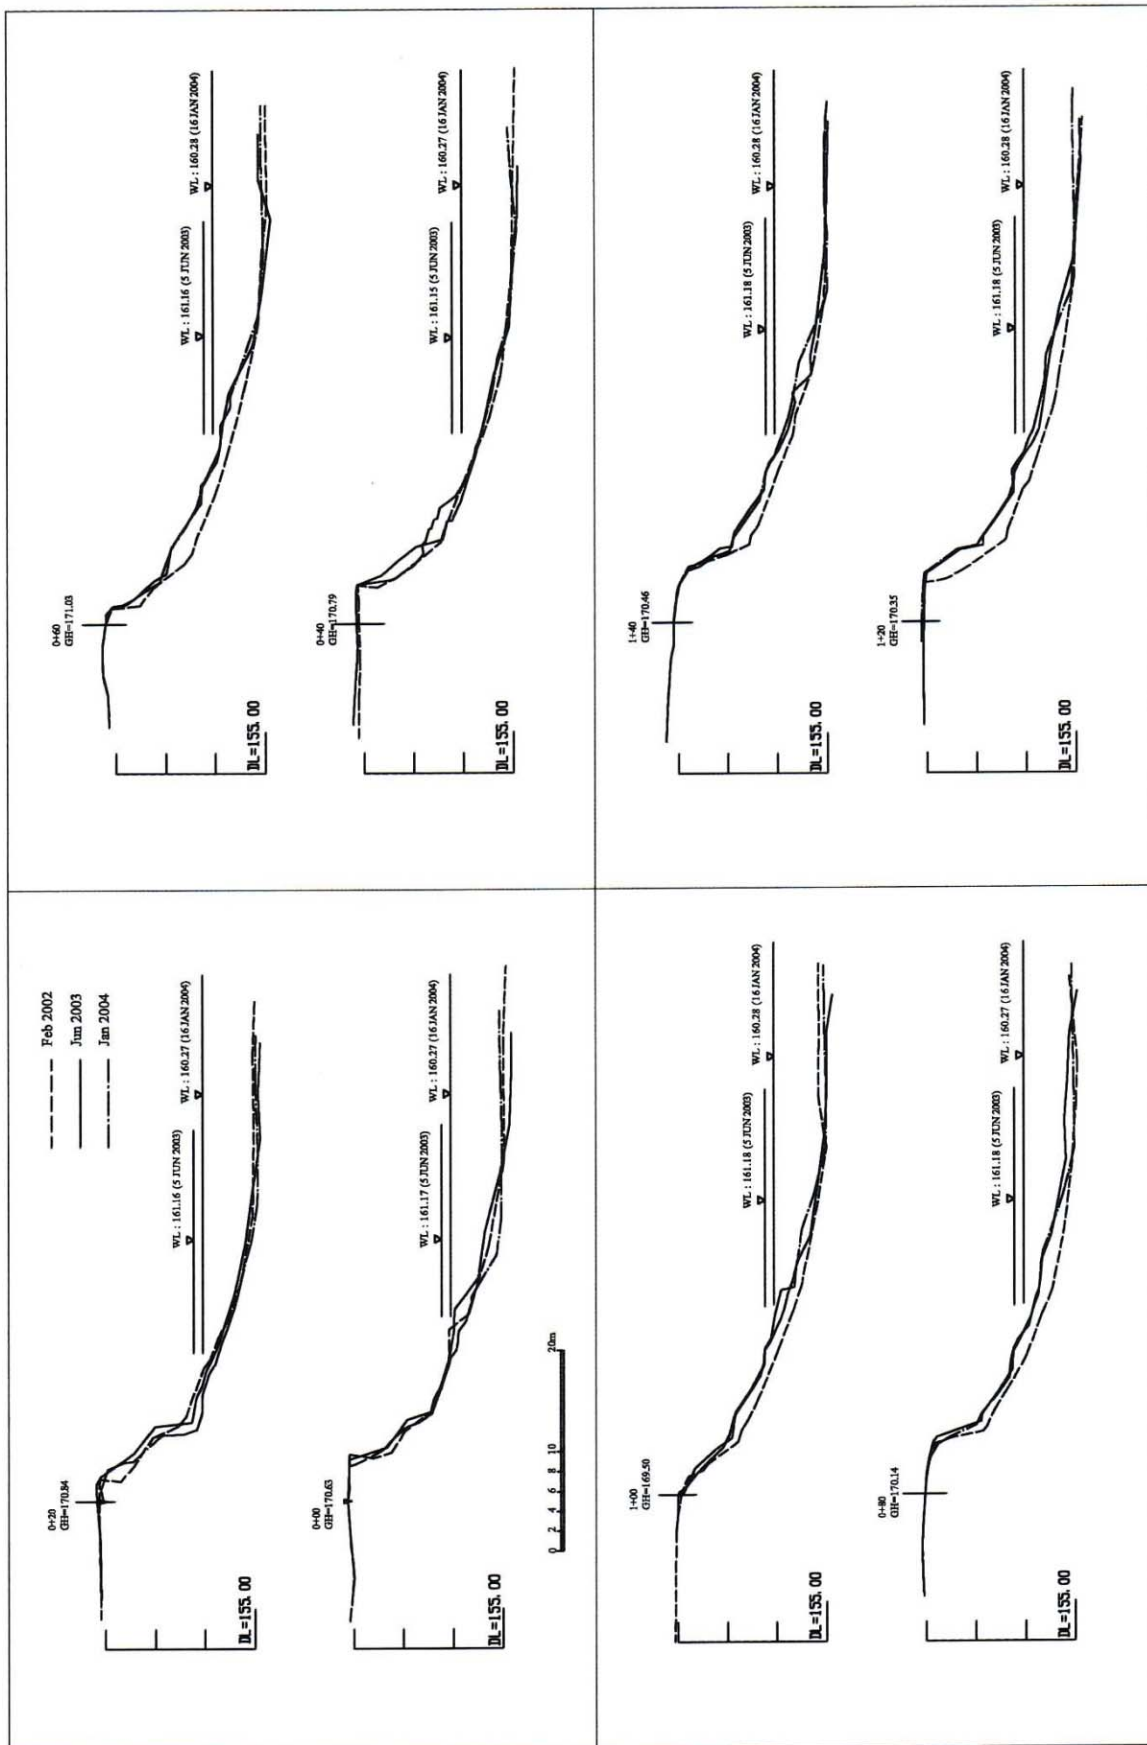 0+60
GH=171.03
WL : 161.16 (5 JUN 2003)
WL : 160.28 (16 JAN 2004)
DL=155.00
0+40
GH=170.79
WL : 161.15 (5 JUN 2003)
WL : 160.27 (16 JAN 2004)
DL=155.00
1+40
GH=170.46
WL : 161.18 (5 JUN 2003)
WL : 160.28 (16 JAN 2004)
DL=155.00
1+20
GH=170.35
WL : 161.18 (5 JUN 2003)
WL : 160.28 (16 JAN 2004)
DL=155.00
Feb 2002
Jun 2003
Jan 2004
0+20
GH=170.84
WL : 161.16 (5 JUN 2003)
WL : 160.27 (16 JAN 2004)
DL=155.00
0+00
GH=170.63
WL : 161.17 (5 JUN 2003)
WL : 160.27 (16 JAN 2004)
DL=155.00
0 2 4 6 8 10 20m
1+00
GH=169.50
WL : 161.18 (5 JUN 2003)
WL : 160.28 (16 JAN 2004)
DL=155.00
0+80
GH=170.14
WL : 161.18 (5 JUN 2003)
WL : 160.27 (16 JAN 2004)
DL=155.00